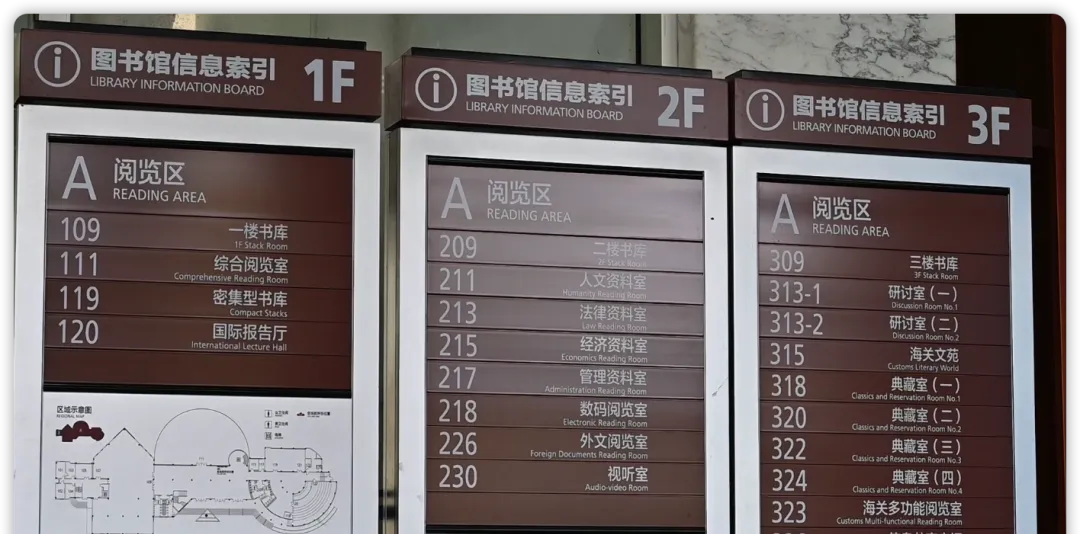 图书馆信息索引 1F
LIBRARY INFORMATION BOARD
A 阅览区
READING AREA
109 一楼书库
1F Stack Room
111 综合阅览室
Comprehensive Reading Room
119 密集型书库
Compact Stacks
120 国际报告厅
International Lecture Hall
区域示意图
REGIONAL MAP
图书馆信息索引 2F
LIBRARY INFORMATION BOARD
A 阅览区
READING AREA
209 二楼书库
2F Stack Room
211 人文资料室
Humanity Reading Room
213 法律资料室
Law Reading Room
215 经济资料室
Economics Reading Room
217 管理资料室
Administration Reading Room
218 数码阅览室
Electronic Reading Room
226 外文阅览室
Foreign Documents Reading Room
230 视听室
Audio-video Room
图书馆信息索引 3F
LIBRARY INFORMATION BOARD
A 阅览区
READING AREA
309 三楼书库
3F Stack Room
313-1 研讨室（一）
Discussion Room No.1
313-2 研讨室（二）
Discussion Room No.2
315 海关文苑
Customs Literary World
318 典藏室（一）
Classics and Reservation Room No.1
320 典藏室（二）
Classics and Reservation Room No.2
322 典藏室（三）
Classics and Reservation Room No.3
324 典藏室（四）
Classics and Reservation Room No.4
323 海关多功能阅览室
Customs Multi-functional Reading Room